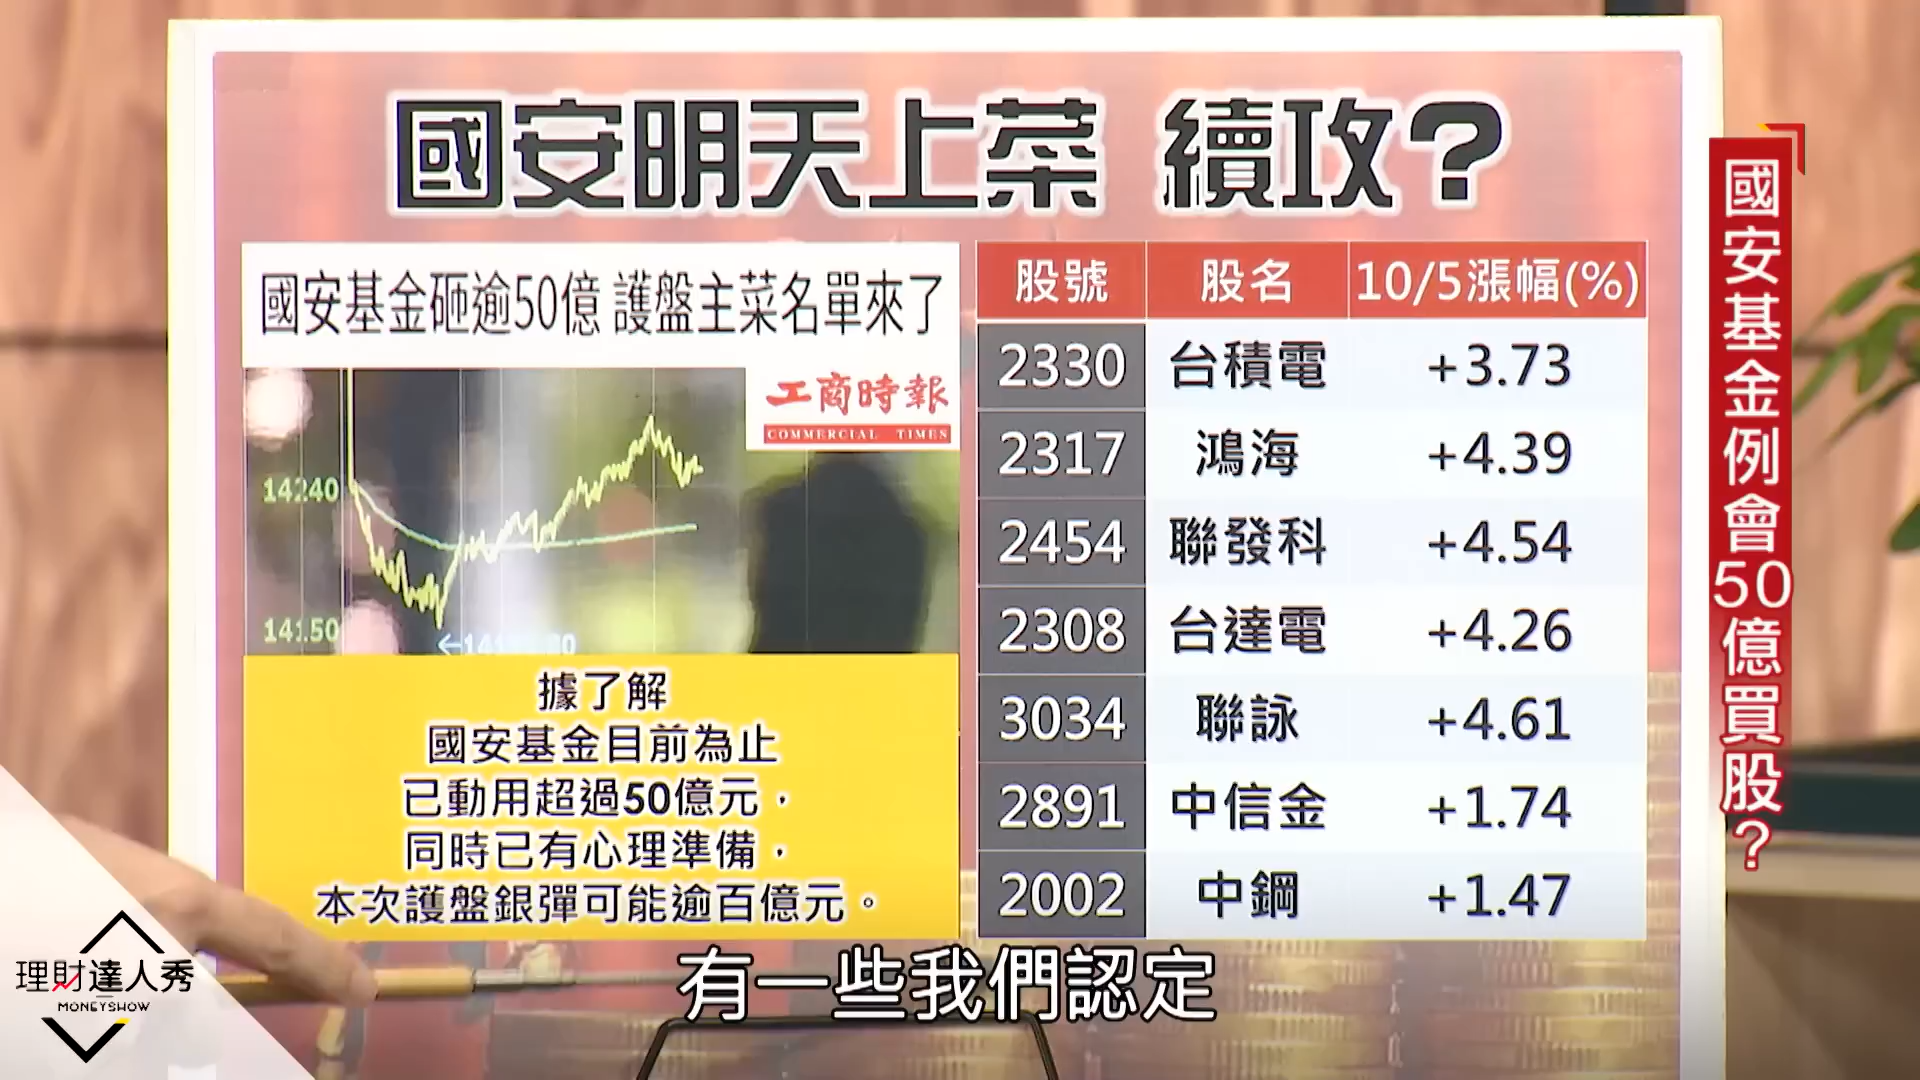 國安明天上菜 續攻?
國安基金砸逾50億 護盤主菜名單來了
工商時報
COMMERCIAL TIMES
14240
14150
據了解
國安基金目前為止
已動用超過50億元，
同時已有心理準備，
本次護盤銀彈可能逾百億元。
股號 股名 10/5漲幅(%)
2330 台積電 +3.73
2317 鴻海 +4.39
2454 聯發科 +4.54
2308 台達電 +4.26
3034 聯詠 +4.61
2891 中信金 +1.74
2002 中鋼 +1.47
國安基金例會50億買股?
有一些我們認定
理財達人秀
MONEYSHOW